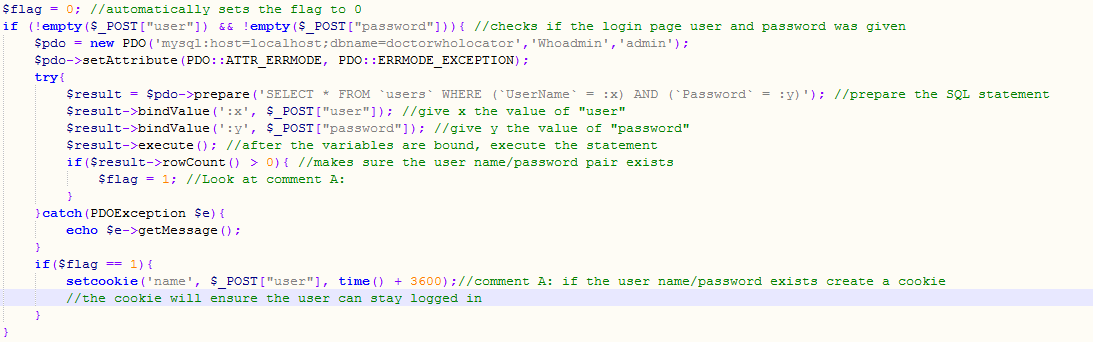 $flag = 0; //automatically sets the flag to 0
if (!empty($_POST["user"]) && !empty($_POST["password"])){ //checks if the login page user and password was given
    $pdo = new PDO('mysql:host=localhost;dbname=doctorwholocator','Whoadmin','admin');
    $pdo->setAttribute(PDO::ATTR_ERRMODE, PDO::ERRMODE_EXCEPTION);
    try{
        $result = $pdo->prepare('SELECT * FROM `users` WHERE (`UserName` = :x) AND (`Password` = :y)'); //prepare the SQL statement
        $result->bindValue(':x', $_POST["user"]); //give x the value of "user"
        $result->bindValue(':y', $_POST["password"]); //give y the value of "password"
        $result->execute(); //after the variables are bound, execute the statement
        if($result->rowCount() > 0){ //makes sure the user name/password pair exists
            $flag = 1; //Look at comment A:
        }
    }catch(PDOException $e){
        echo $e->getMessage();
    }
    if($flag == 1){
        setcookie('name', $_POST["user"], time() + 3600);//comment A: if the user name/password exists create a cookie
        //the cookie will ensure the user can stay logged in
    }
}